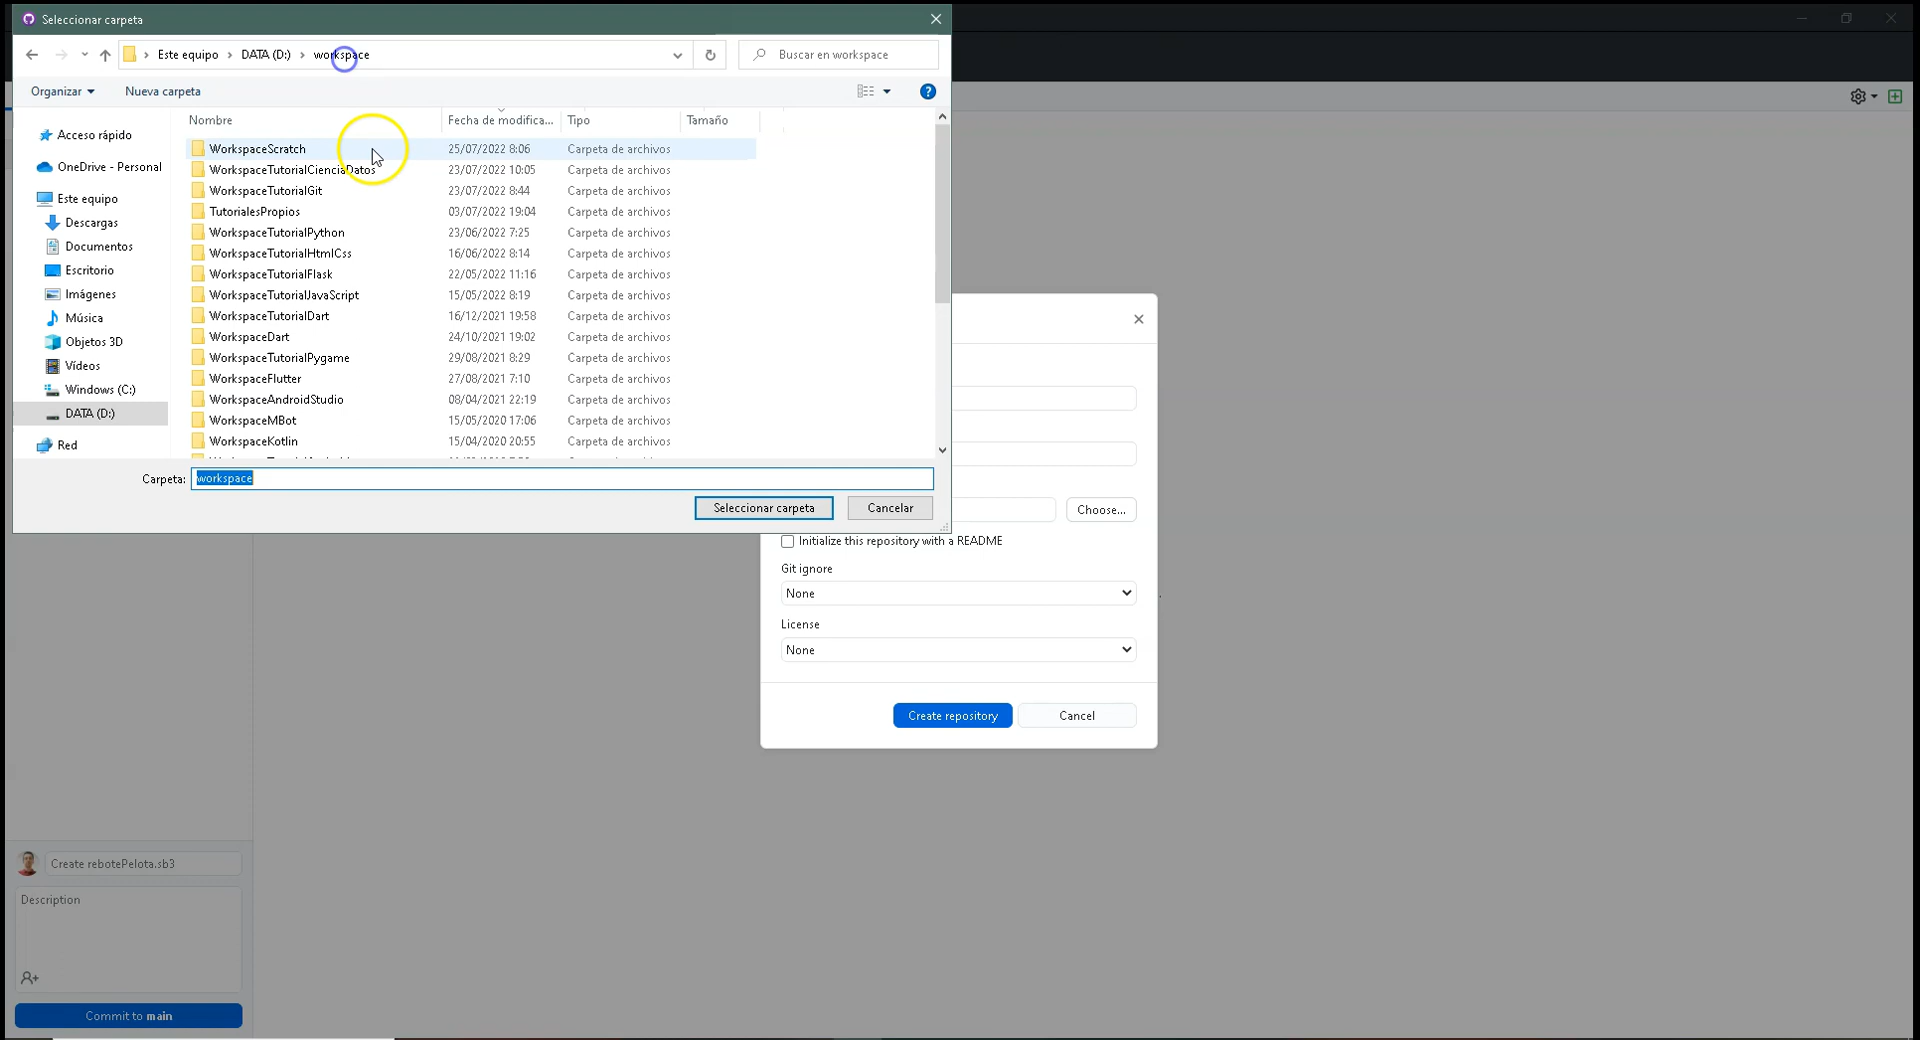 Seleccionar carpeta
Este equipo DATA (D:) workspace
Buscar en workspace
Organizar
Nueva carpeta
Acceso rápido
OneDrive - Personal
Este equipo
Descargas
Documentos
Escritorio
Imágenes
Música
Objetos 3D
Vídeos
Windows (C:)
DATA (D:)
Red
Nombre Fecha de modifica... Tipo Tamaño
WorkspaceScratch 25/07/2022 8:06 Carpeta de archivos
WorkspaceTutorialCienciaDatos 23/07/2022 10:05 Carpeta de archivos
WorkspaceTutorialGit 23/07/2022 8:44 Carpeta de archivos
TutorialesPropios 03/07/2022 19:04 Carpeta de archivos
WorkspaceTutorialPython 23/06/2022 7:25 Carpeta de archivos
WorkspaceTutorialHtmlCss 16/06/2022 8:14 Carpeta de archivos
WorkspaceTutorialFlask 22/05/2022 11:16 Carpeta de archivos
WorkspaceTutorialJavaScript 15/05/2022 8:19 Carpeta de archivos
WorkspaceTutorialDart 16/12/2021 19:58 Carpeta de archivos
WorkspaceDart 24/10/2021 19:02 Carpeta de archivos
WorkspaceTutorialPygame 29/08/2021 8:29 Carpeta de archivos
WorkspaceFlutter 27/08/2021 7:10 Carpeta de archivos
WorkspaceAndroidStudio 08/04/2021 22:19 Carpeta de archivos
WorkspaceMBot 15/05/2020 17:06 Carpeta de archivos
WorkspaceKotlin 15/04/2020 20:55 Carpeta de archivos
Carpeta: workspace
Seleccionar carpeta
Cancelar
Choose...
Initialize this repository with a README
Git ignore
None
License
None
Create repository
Cancel
Create rebotePelota.sb3
Description
Commit to main